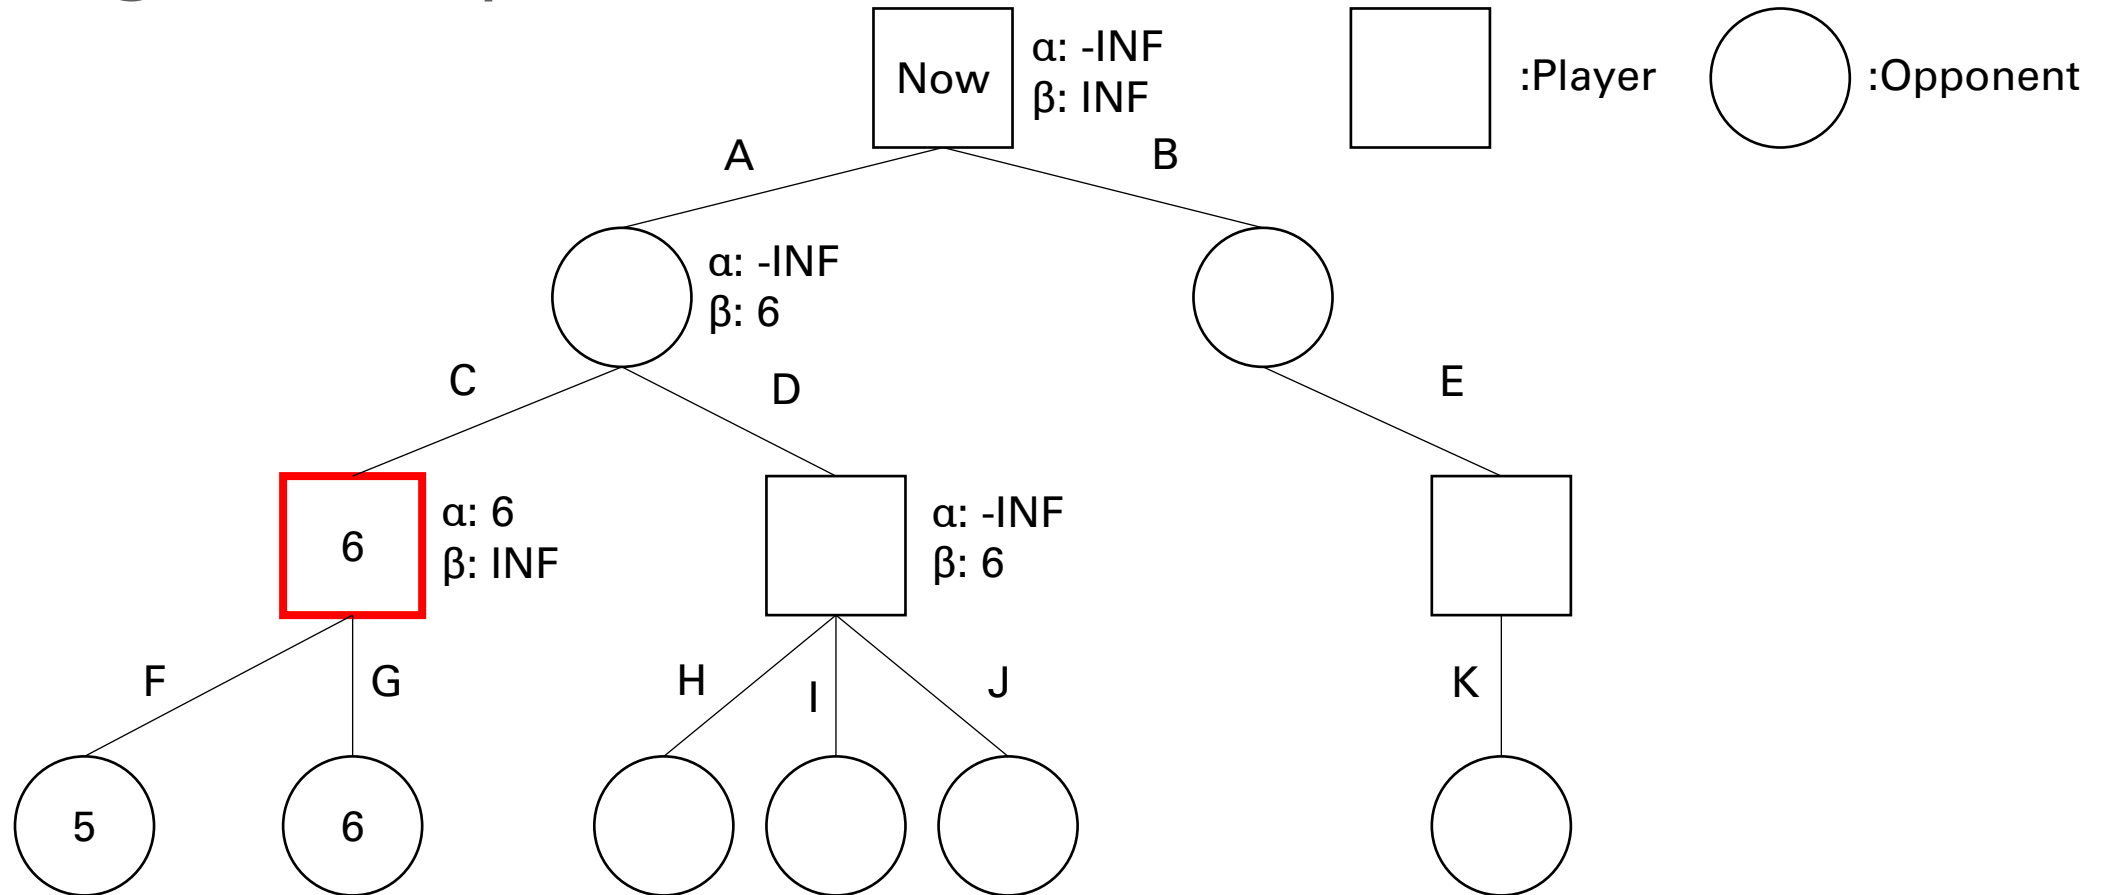 Now
α: -INF
β: INF
:Player
:Opponent
A
B
α: -INF
β: 6
C
D
E
6
α: 6
β: INF
α: -INF
β: 6
F
G
H
I
J
K
5
6